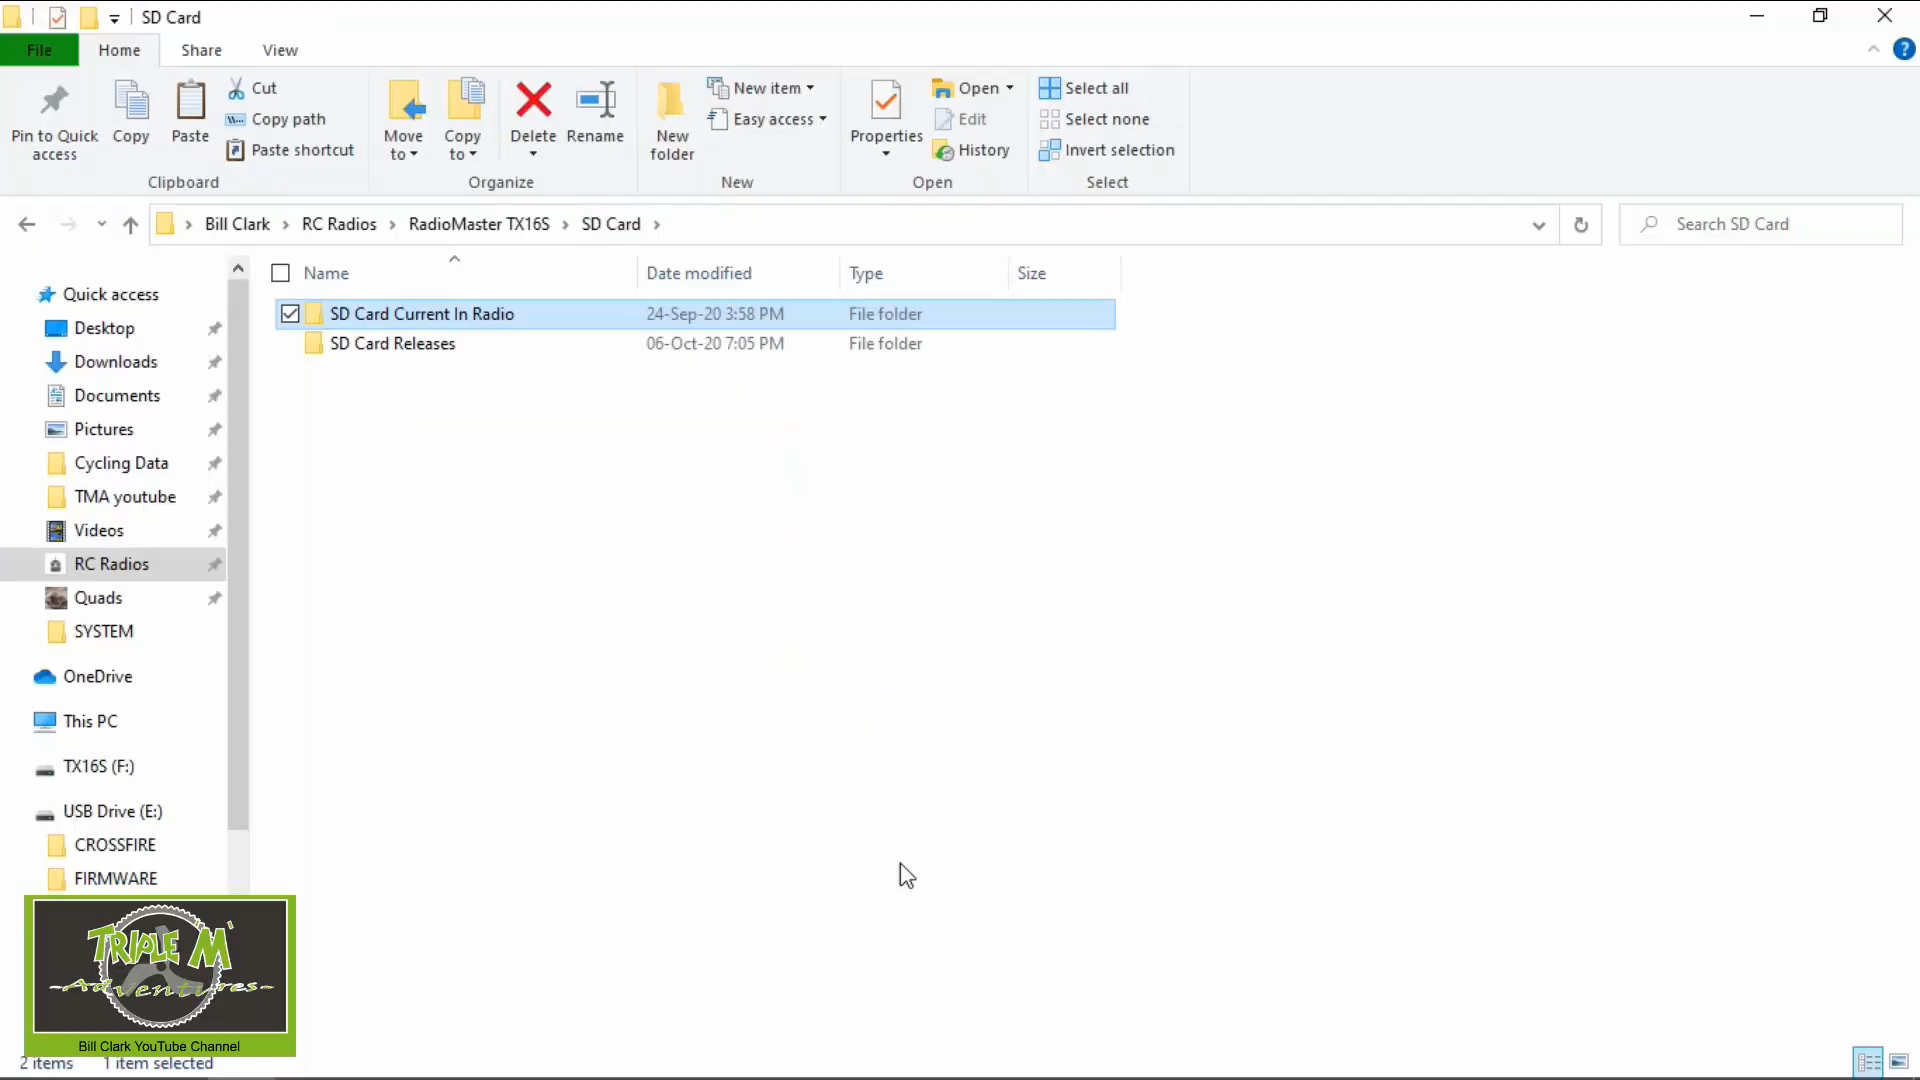 SD Card
File Home Share View
Pin to Quick access
Copy
Paste
Cut
Copy path
Paste shortcut
Clipboard
Move to
Copy to
Delete
Rename
Organize
New folder
New item
Easy access
New
Properties
Open
Edit
History
Open
Select all
Select none
Invert selection
Select
Bill Clark › RC Radios › RadioMaster TX16S › SD Card ›
Search SD Card
Name Date modified Type Size
SD Card Current In Radio 24-Sep-20 3:58 PM File folder
SD Card Releases 06-Oct-20 7:05 PM File folder
Quick access
Desktop
Downloads
Documents
Pictures
Cycling Data
TMA youtube
Videos
RC Radios
Quads
SYSTEM
OneDrive
This PC
TX16S (F:)
USB Drive (E:)
CROSSFIRE
FIRMWARE
TRIPLE M
-Adventures-
Bill Clark YouTube Channel
2 items 1 item selected